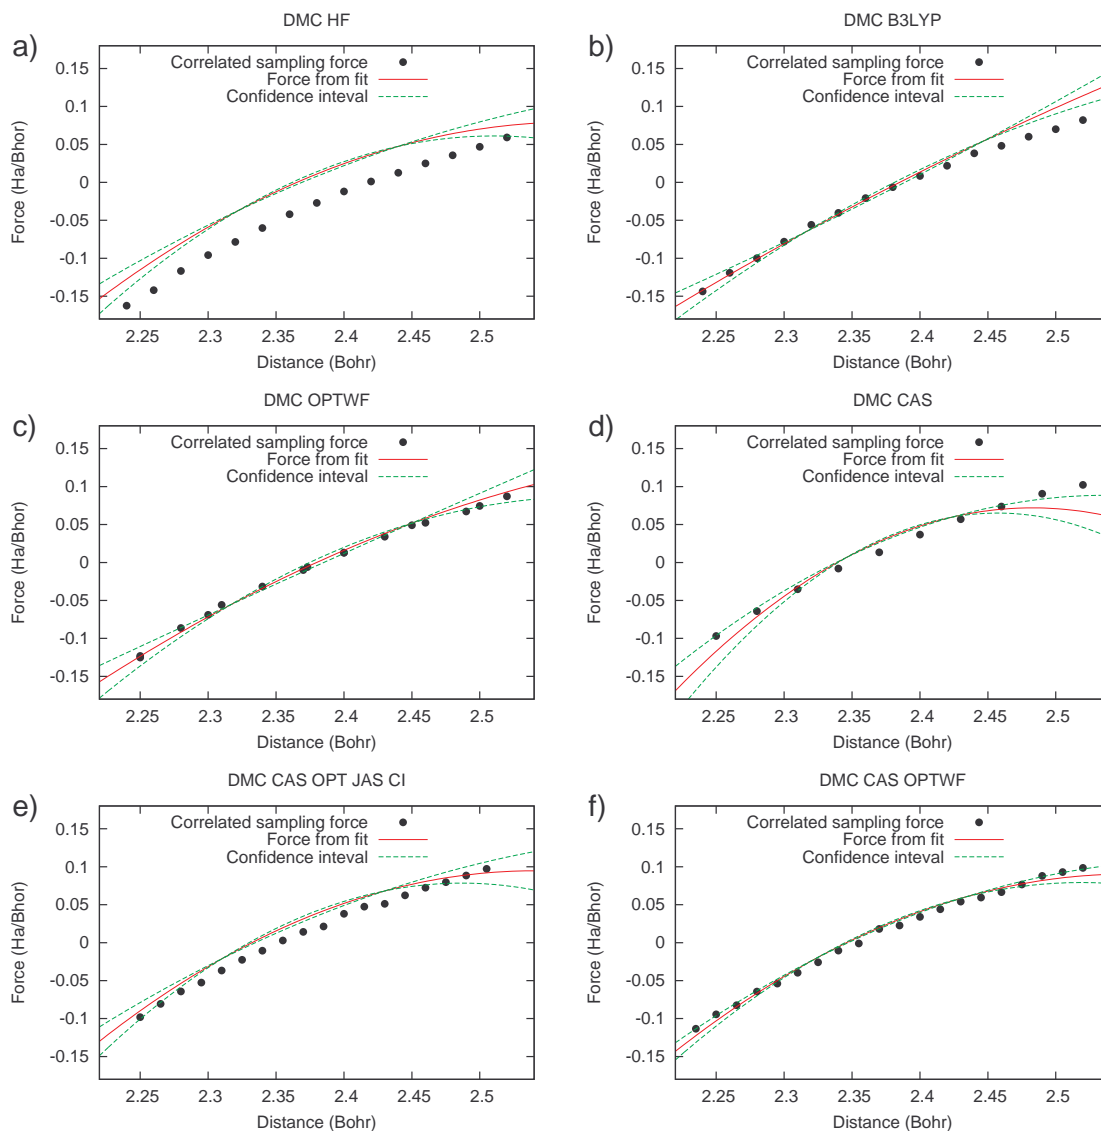 DMC HF
a)
Correlated sampling force
Force from fit
Confidence inteval
0.15
0.1
0.05
0
-0.05
-0.1
-0.15
Force (Ha/Bhor)
2.25 2.3 2.35 2.4 2.45 2.5
Distance (Bohr)
DMC B3LYP
b)
Correlated sampling force
Force from fit
Confidence inteval
0.15
0.1
0.05
0
-0.05
-0.1
-0.15
Force (Ha/Bhor)
2.25 2.3 2.35 2.4 2.45 2.5
Distance (Bohr)
DMC OPTWF
c)
Correlated sampling force
Force from fit
Confidence inteval
0.15
0.1
0.05
0
-0.05
-0.1
-0.15
Force (Ha/Bhor)
2.25 2.3 2.35 2.4 2.45 2.5
Distance (Bohr)
DMC CAS
d)
Correlated sampling force
Force from fit
Confidence inteval
0.15
0.1
0.05
0
-0.05
-0.1
-0.15
Force (Ha/Bhor)
2.25 2.3 2.35 2.4 2.45 2.5
Distance (Bohr)
DMC CAS OPT JAS CI
e)
Correlated sampling force
Force from fit
Confidence inteval
0.15
0.1
0.05
0
-0.05
-0.1
-0.15
Force (Ha/Bhor)
2.25 2.3 2.35 2.4 2.45 2.5
Distance (Bohr)
DMC CAS OPTWF
f)
Correlated sampling force
Force from fit
Confidence inteval
0.15
0.1
0.05
0
-0.05
-0.1
-0.15
Force (Ha/Bhor)
2.25 2.3 2.35 2.4 2.45 2.5
Distance (Bohr)